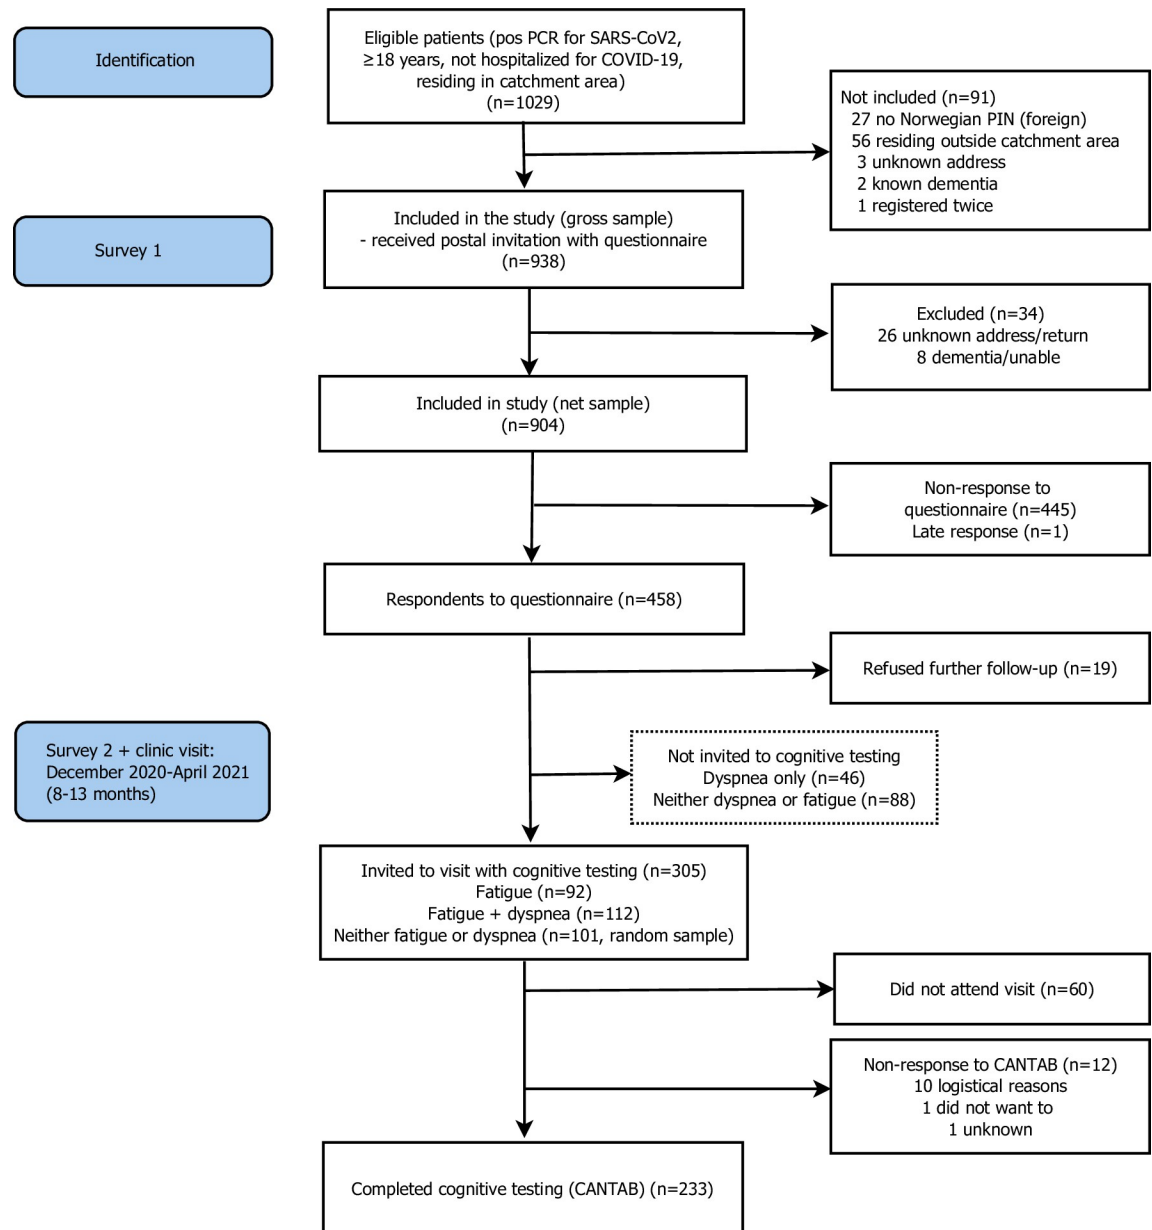 Identification
Eligible patients (pos PCR for SARS-CoV2,
≥18 years, not hospitalized for COVID-19,
residing in catchment area)
(n=1029)
Not included (n=91)
27 no Norwegian PIN (foreign)
56 residing outside catchment area
3 unknown address
2 known dementia
1 registered twice
Survey 1
Included in the study (gross sample)
- received postal invitation with questionnaire
(n=938)
Excluded (n=34)
26 unknown address/return
8 dementia/unable
Included in study (net sample)
(n=904)
Non-response to
questionnaire (n=445)
Late response (n=1)
Respondents to questionnaire (n=458)
Refused further follow-up (n=19)
Survey 2 + clinic visit:
December 2020-April 2021
(8-13 months)
Not invited to cognitive testing
Dyspnea only (n=46)
Neither dyspnea or fatigue (n=88)
Invited to visit with cognitive testing (n=305)
Fatigue (n=92)
Fatigue + dyspnea (n=112)
Neither fatigue or dyspnea (n=101, random sample)
Did not attend visit (n=60)
Non-response to CANTAB (n=12)
10 logistical reasons
1 did not want to
1 unknown
Completed cognitive testing (CANTAB) (n=233)